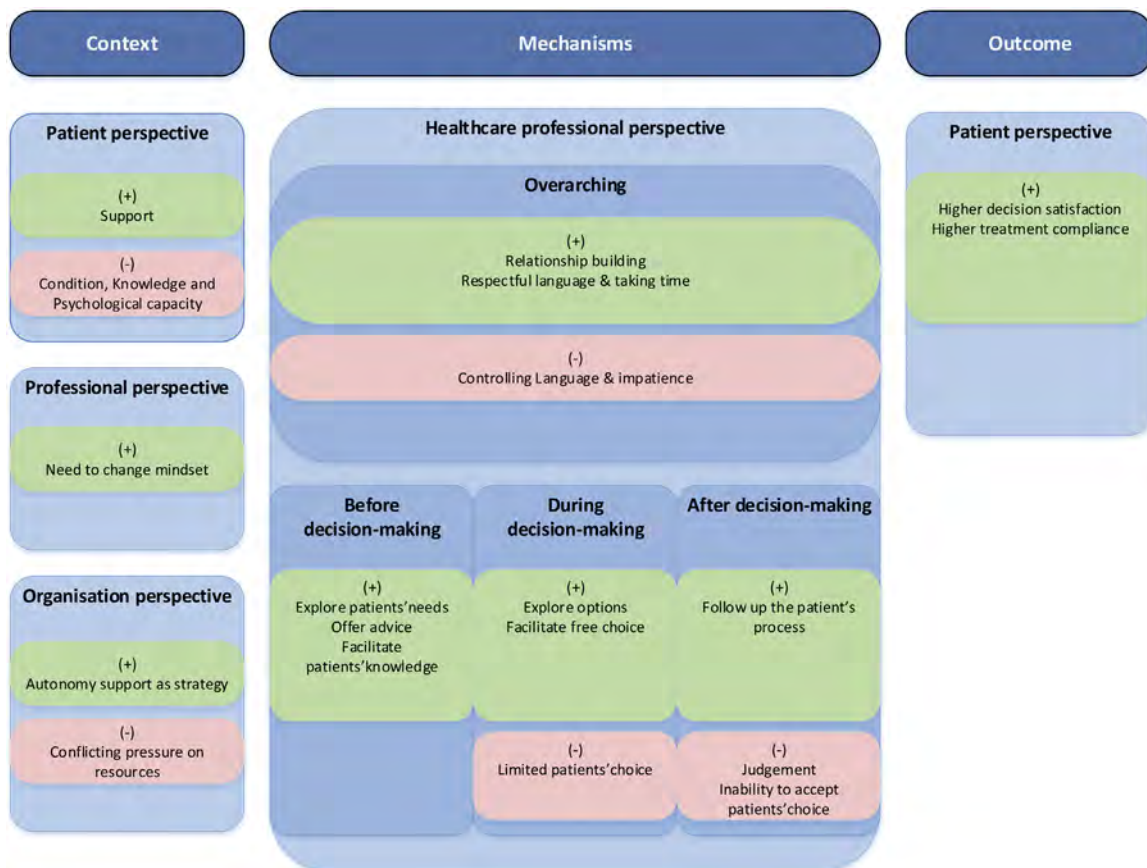 Context
Mechanisms
Outcome
Patient perspective
(+)
Support
(-)
Condition, Knowledge and
Psychological capacity
Professional perspective
(+)
Need to change mindset
Organisation perspective
(+)
Autonomy support as strategy
(-)
Conflicting pressure on
resources
Healthcare professional perspective
Overarching
(+)
Relationship building
Respectful language & taking time
(-)
Controlling Language & impatience
Before
decision-making
(+)
Explore patients'needs
Offer advice
Facilitate
patients'knowledge
During
decision-making
(+)
Explore options
Facilitate free choice
(-)
Limited patients'choice
After decision-making
(+)
Follow up the patient's
process
(-)
Judgement
Inability to accept
patients'choice
Patient perspective
(+)
Higher decision satisfaction
Higher treatment compliance